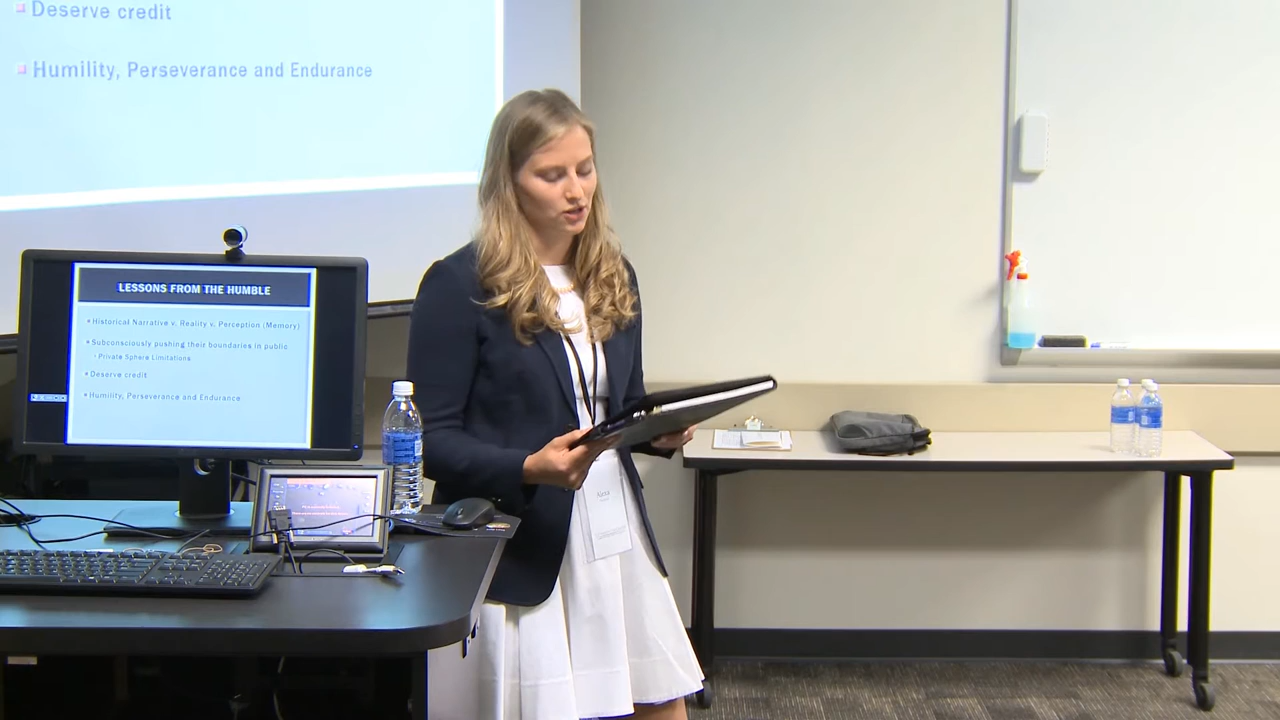 Deserve credit
Humility, Perseverance and Endurance
LESSONS FROM THE HUMBLE
Historical Narrative v. Reality v. Perception (Memory)
Subconsciously pushing their boundaries in public
Private Sphere Limitations
Deserve credit
Humility, Perseverance and Endurance